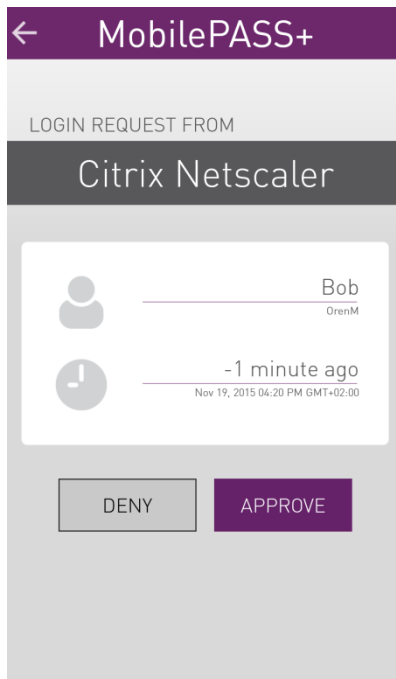 MobilePASS+
LOGIN REQUEST FROM
Citrix Netscaler
Bob
OrenM
-1 minute ago
Nov 19, 2015 04:20 PM GMT+02:00
DENY
APPROVE